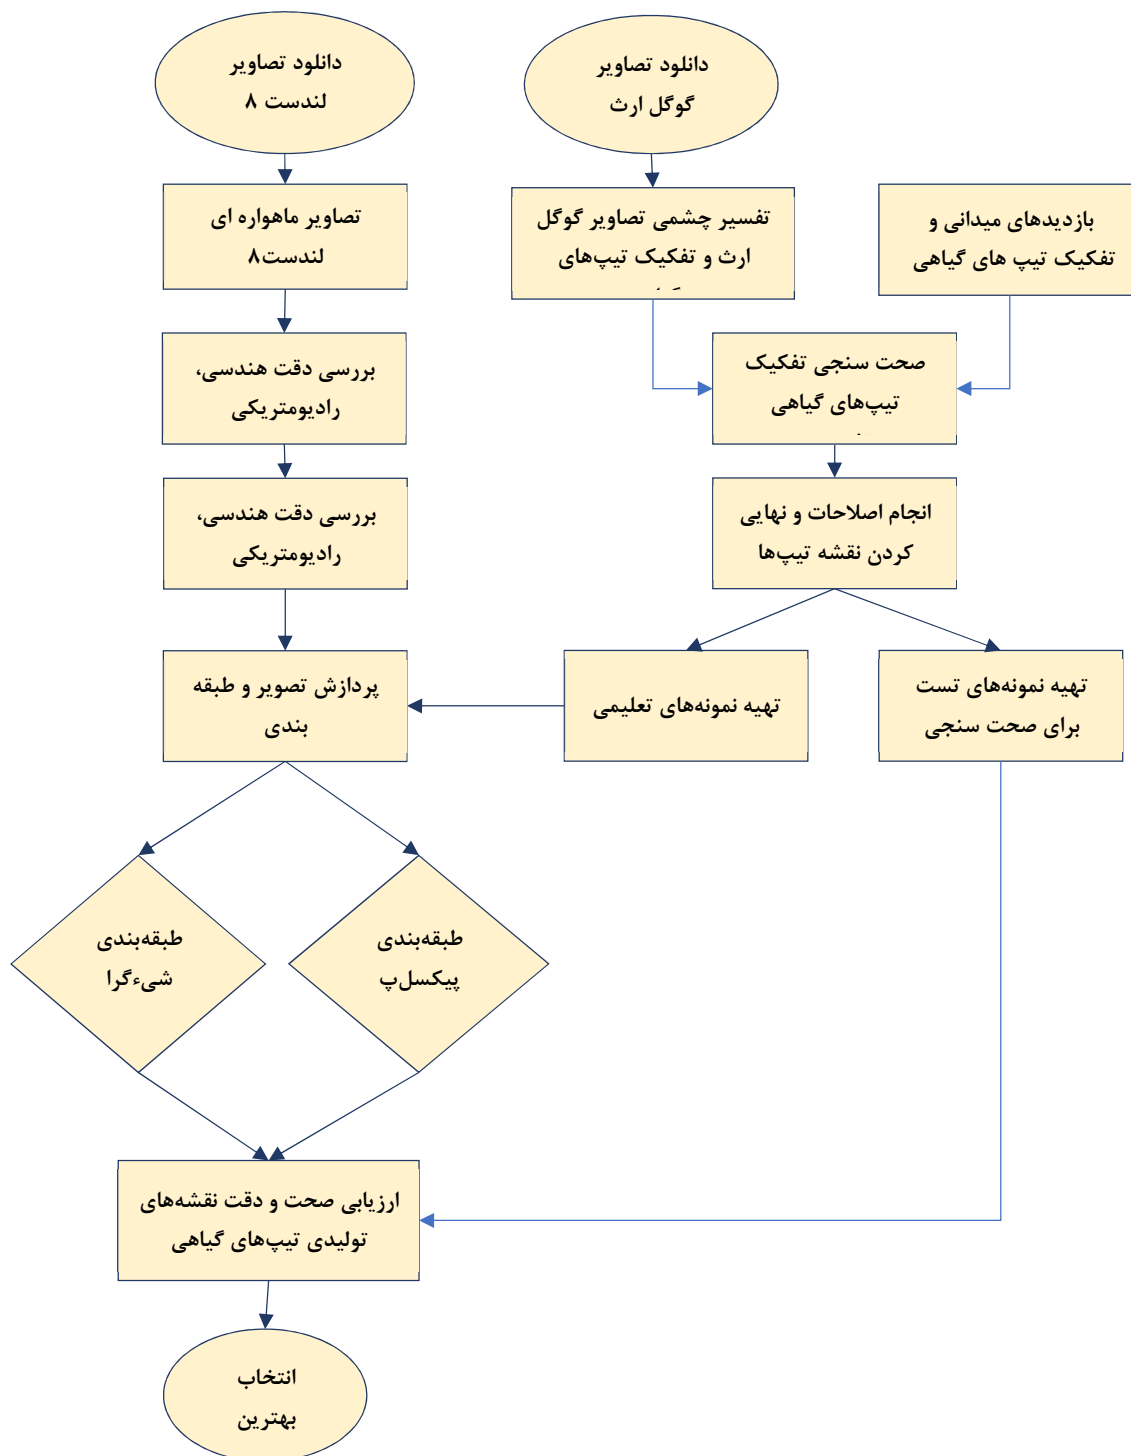 دانلود تصاویر
لندست ۸
دانلود تصاویر
گوگل ارث
تصاویر ماهواره ای
لندست۸
تفسیر چشمی تصاویر گوگل
ارث و تفکیک تیپ‌های
بازدیدهای میدانی و
تفکیک تیپ های گیاهی
بررسی دقت هندسی،
رادیومتریکی
صحت سنجی تفکیک
تیپ‌های گیاهی
بررسی دقت هندسی،
رادیومتریکی
انجام اصلاحات و نهایی
کردن نقشه تیپ‌ها
پردازش تصویر و طبقه
بندی
تهیه نمونه‌های تعلیمی
تهیه نمونه‌های تست
برای صحت سنجی
طبقه‌بندی
شیءگرا
طبقه‌بندی
پیکسل‌پ
ارزیابی صحت و دقت نقشه‌های
تولیدی تیپ‌های گیاهی
انتخاب
بهترین